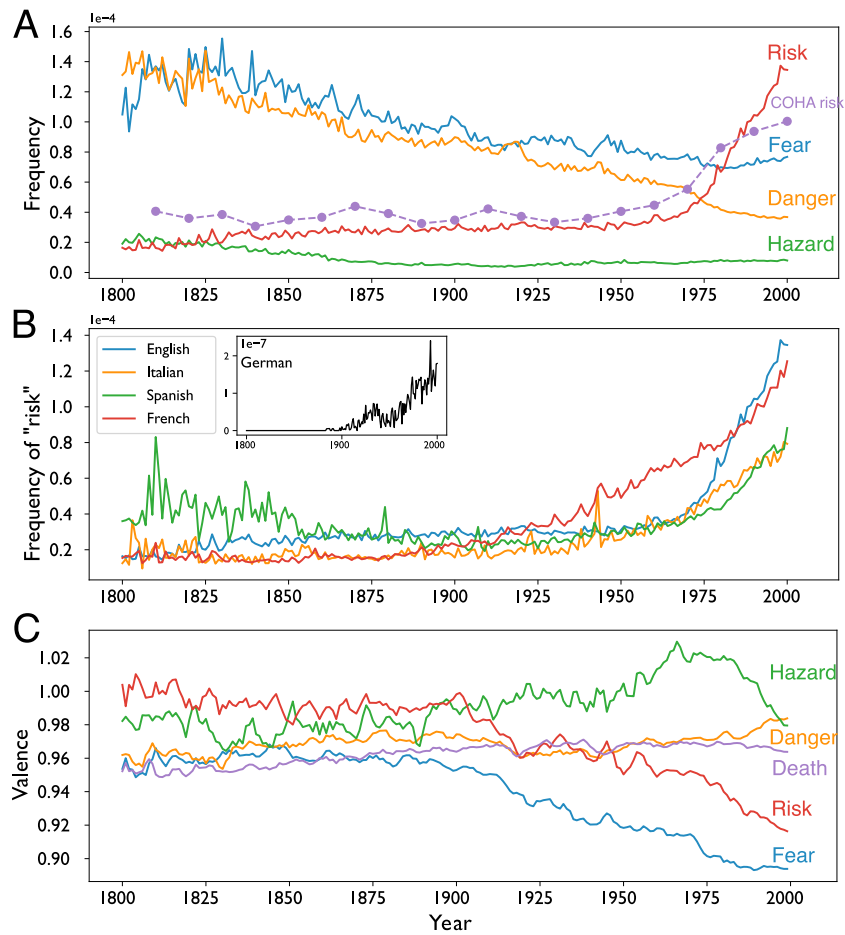 A
1e−4
1.6
1.4
1.2
1.0
0.8
0.6
0.4
0.2
0.0
Frequency
Risk
COHA risk
Fear
Danger
Hazard
1800 1825 1850 1875 1900 1925 1950 1975 2000
B
1e−4
1.4
1.2
1.0
0.8
0.6
0.4
0.2
Frequency of "risk"
English
Italian
Spanish
French
1e−7
German
2
1
0
1800 1900 2000
1800 1825 1850 1875 1900 1925 1950 1975 2000
C
1.02
1.00
0.98
0.96
0.94
0.92
0.90
Valence
Hazard
Danger
Death
Risk
Fear
1800 1825 1850 1875 1900 1925 1950 1975 2000
Year